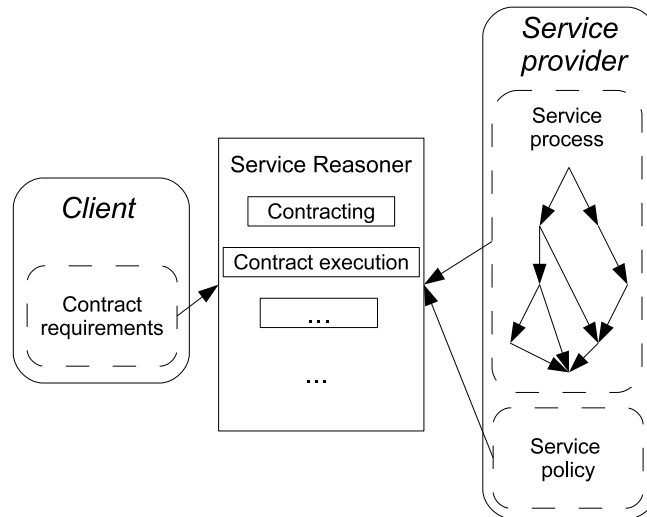 Client
Contract
requirements
Service Reasoner
Contracting
Contract execution
...
...
Service
provider
Service
process
Service
policy